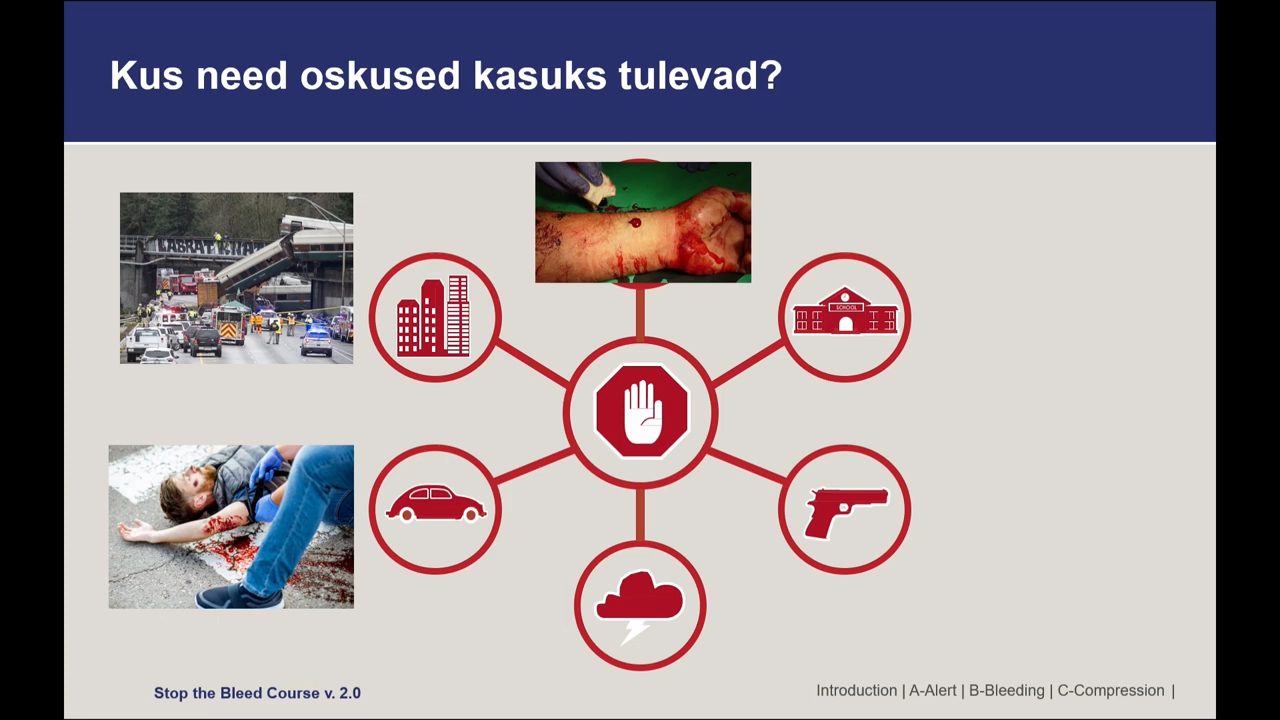 Kus need oskused kasuks tulevad?
SCHOOL
Stop the Bleed Course v. 2.0
Introduction | A-Alert | B-Bleeding | C-Compression |